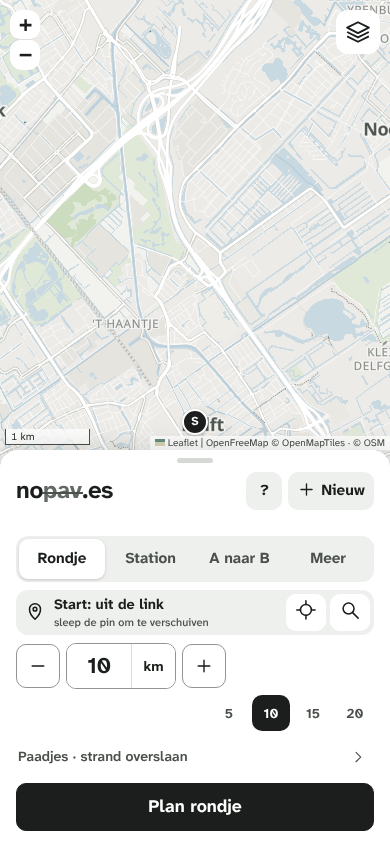 +
−
YPENBU
k
Noo
'T HAANTJE
KLE
DELFG
S
lft
1 km
Leaflet | OpenFreeMap © OpenMapTiles · © OSM
nopav.es
?
+ Nieuw
Rondje
Station
A naar B
Meer
Start: uit de link
sleep de pin om te verschuiven
−
10
km
+
5
10
15
20
Paadjes · strand overslaan
Plan rondje